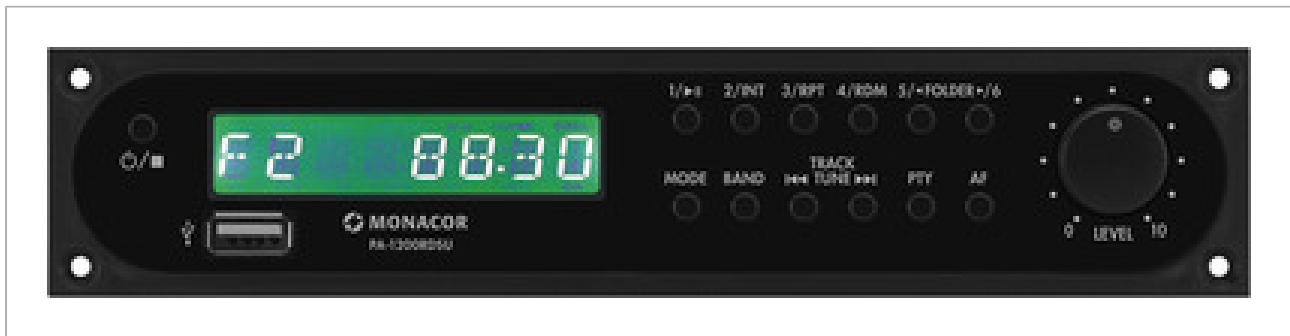 1/►II 2/INT 3/RPT 4/RDM 5/◄FOLDER►/6
F2 88.30
⏻/■
MODE BAND TRACK PTY AF
I◄◄ TUNE ►►I
MONACOR
PA-1200RDSU
0 LEVEL 10